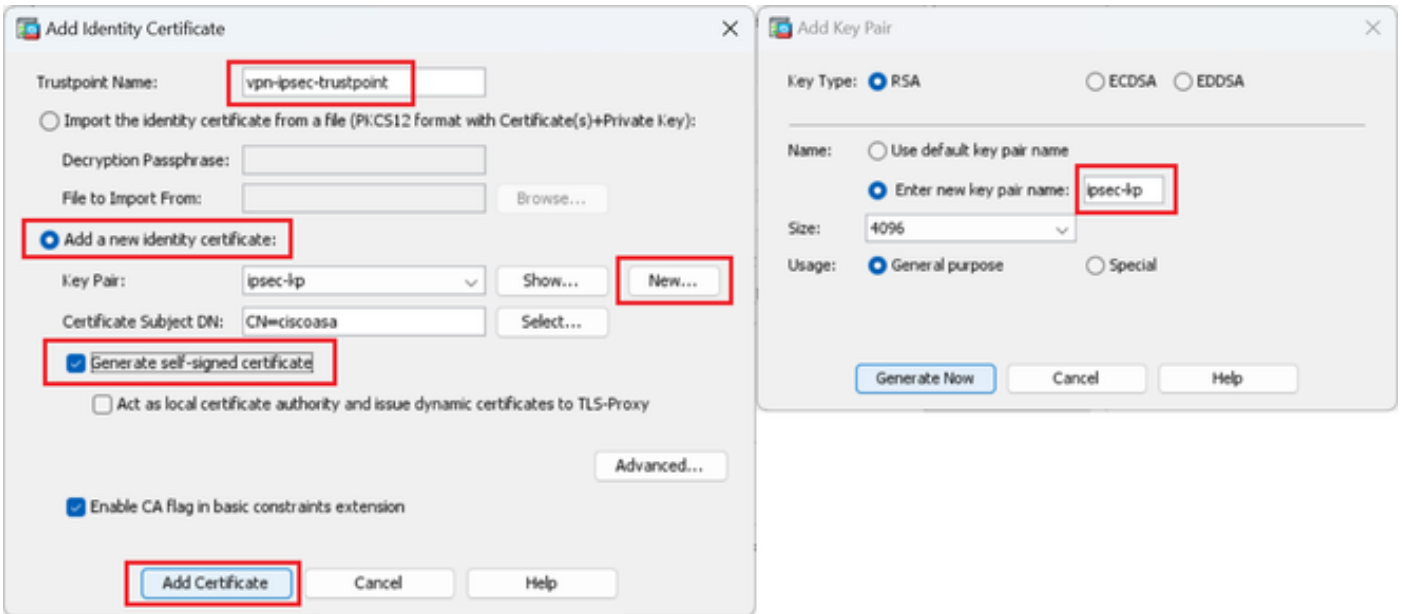 Add Identity Certificate
Trustpoint Name: vpn-ipsec-trustpoint
Import the identity certificate from a file (PKCS12 format with Certificate(s)+Private Key):
Decryption Passphrase:
File to Import From: Browse...
Add a new identity certificate:
Key Pair: ipsec-kp Show... New...
Certificate Subject DN: CN=ciscoasa Select...
Generate self-signed certificate
Act as local certificate authority and issue dynamic certificates to TLS-Proxy
Advanced...
Enable CA flag in basic constraints extension
Add Certificate Cancel Help
Add Key Pair
Key Type: RSA ECDSA EDDSA
Name: Use default key pair name
Enter new key pair name: ipsec-kp
Size: 4096
Usage: General purpose Special
Generate Now Cancel Help